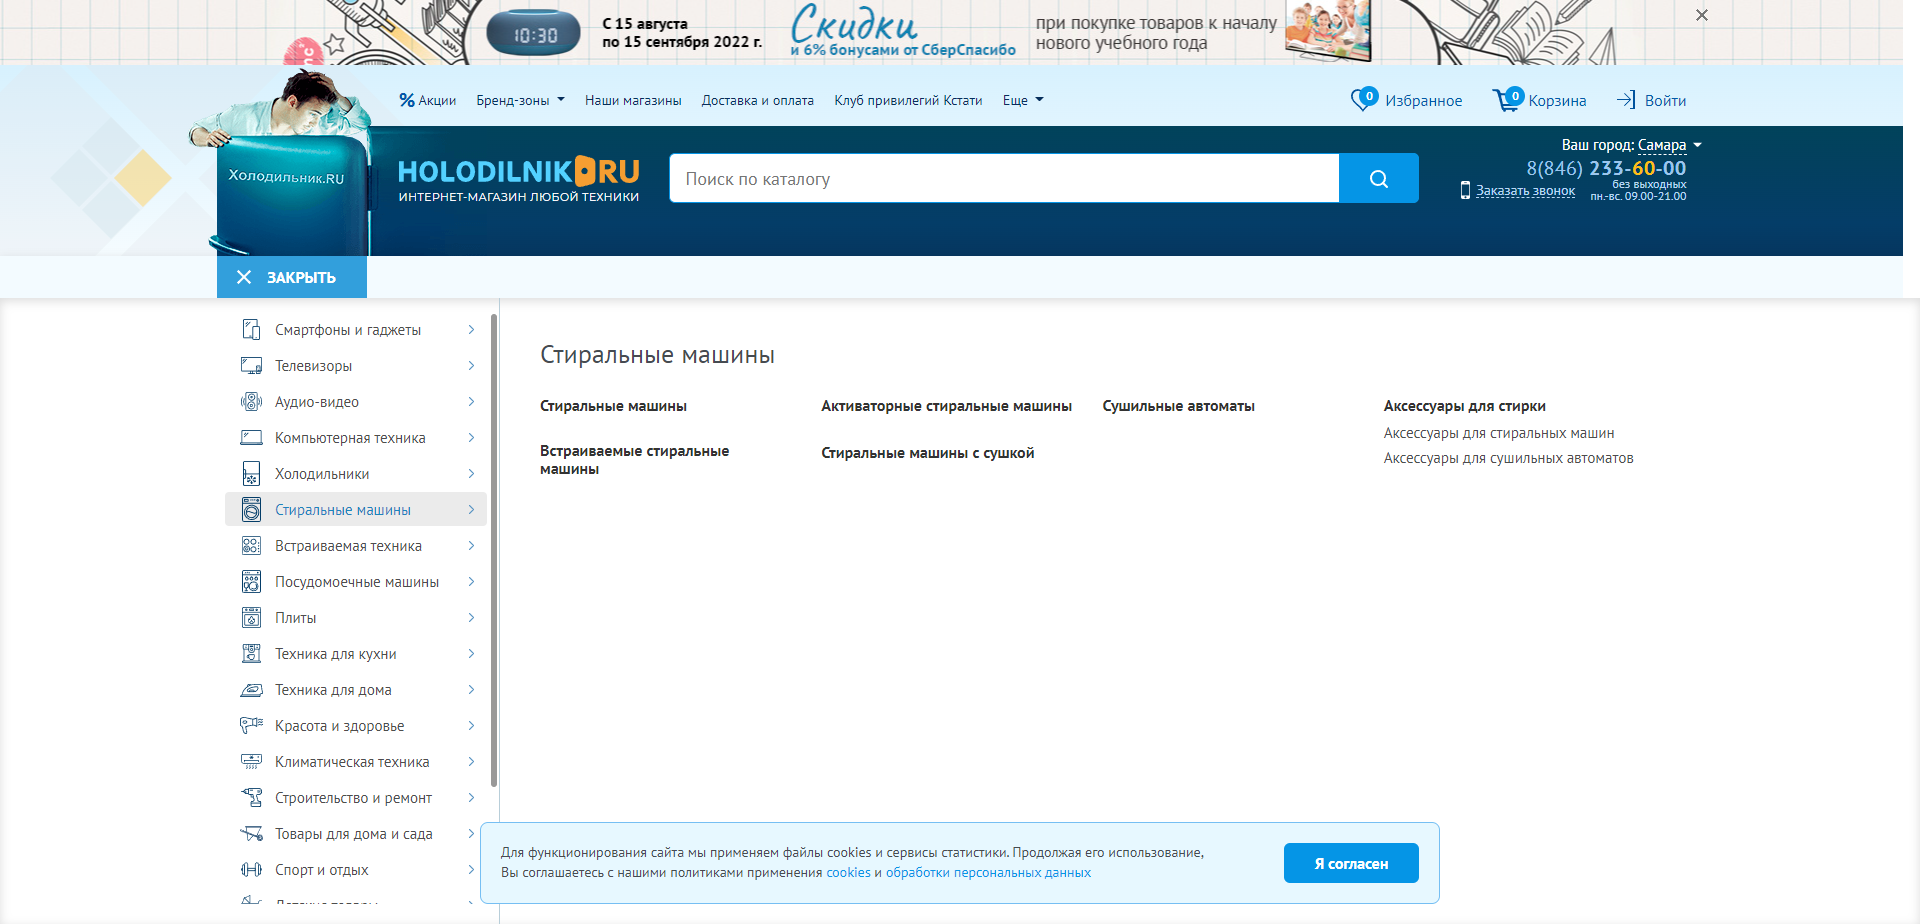 10:30
С 15 августа
по 15 сентября 2022 г.
Скидки
и 6% бонусами от СберСпасибо
при покупке товаров к началу
нового учебного года
% Акции
Бренд-зоны
Наши магазины
Доставка и оплата
Клуб привилегий Кстати
Еще
0 Избранное
0 Корзина
Войти
Холодильник.RU
HOLODILNIK.RU
ИНТЕРНЕТ-МАГАЗИН ЛЮБОЙ ТЕХНИКИ
Поиск по каталогу
Ваш город: Самара
8(846) 233-60-00
Заказать звонок
без выходных
пн.-вс. 09.00-21.00
ЗАКРЫТЬ
Смартфоны и гаджеты
Телевизоры
Аудио-видео
Компьютерная техника
Холодильники
Стиральные машины
Встраиваемая техника
Посудомоечные машины
Плиты
Техника для кухни
Техника для дома
Красота и здоровье
Климатическая техника
Строительство и ремонт
Товары для дома и сада
Спорт и отдых
Стиральные машины
Стиральные машины
Встраиваемые стиральные
машины
Активаторные стиральные машины
Стиральные машины с сушкой
Сушильные автоматы
Аксессуары для стирки
Аксессуары для стиральных машин
Аксессуары для сушильных автоматов
Для функционирования сайта мы применяем файлы cookies и сервисы статистики. Продолжая его использование,
Вы соглашаетесь с нашими политиками применения cookies и обработки персональных данных
Я согласен